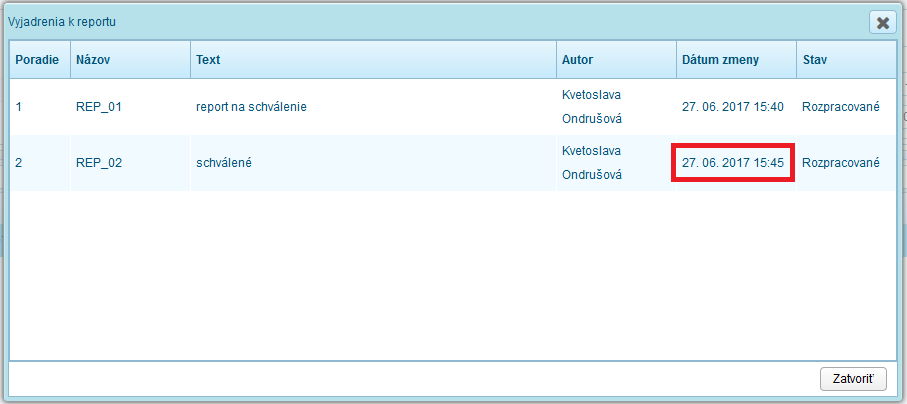 Vyjadrenia k reportu
Poradie Názov Text Autor Dátum zmeny Stav
1 REP_01 report na schválenie Kvetoslava Ondrušová 27. 06. 2017 15:40 Rozpracované
2 REP_02 schválené Kvetoslava Ondrušová 27. 06. 2017 15:45 Rozpracované
Zatvoriť